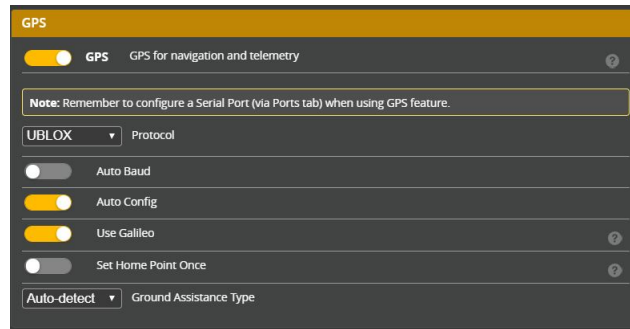 GPS
GPS GPS for navigation and telemetry
Note: Remember to configure a Serial Port (via Ports tab) when using GPS feature.
UBLOX Protocol
Auto Baud
Auto Config
Use Galileo
Set Home Point Once
Auto-detect Ground Assistance Type